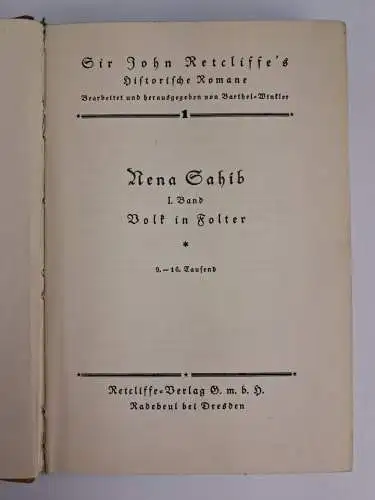 Sir John Retcliffe's
Historische Romane
Bearbeitet und herausgegeben von Barthel-Winkler
1
Nena Sahib
I. Band
Volk in Folter
*
9.–16. Tausend
Retcliffe-Verlag G. m. b. H.
Radebeul bei Dresden